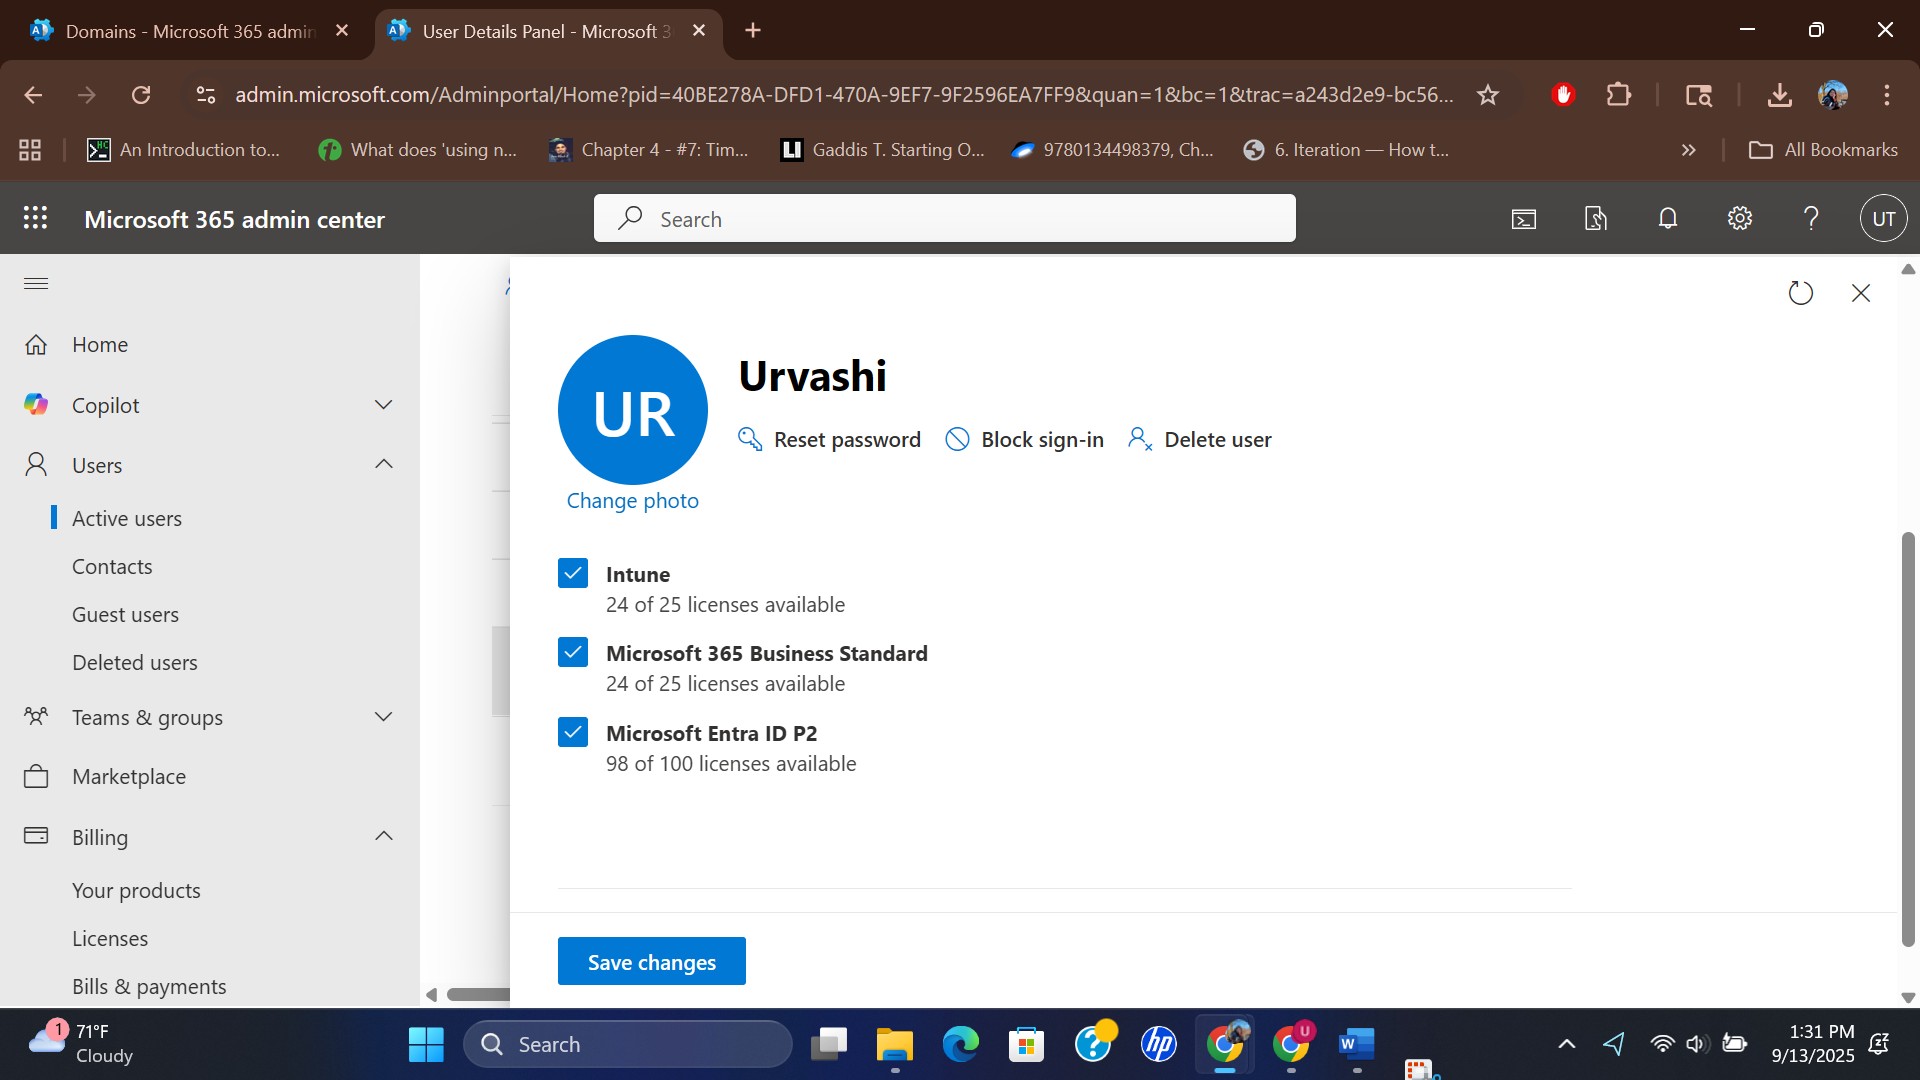 Domains - Microsoft 365 admin
User Details Panel - Microsoft 3
admin.microsoft.com/Adminportal/Home?pid=40BE278A-DFD1-470A-9EF7-9F2596EA7FF9&quan=1&bc=1&trac=a243d2e9-bc56...
An Introduction to...
What does 'using n...
Chapter 4 - #7: Tim...
Gaddis T. Starting O...
9780134498379, Ch...
6. Iteration — How t...
All Bookmarks
Microsoft 365 admin center
Search
UT
Home
Copilot
Users
Active users
Contacts
Guest users
Deleted users
Teams & groups
Marketplace
Billing
Your products
Licenses
Bills & payments
UR
Change photo
Urvashi
Reset password
Block sign-in
Delete user
Intune
24 of 25 licenses available
Microsoft 365 Business Standard
24 of 25 licenses available
Microsoft Entra ID P2
98 of 100 licenses available
Save changes
1
71°F
Cloudy
Search
hp
U
W
1:31 PM
9/13/2025